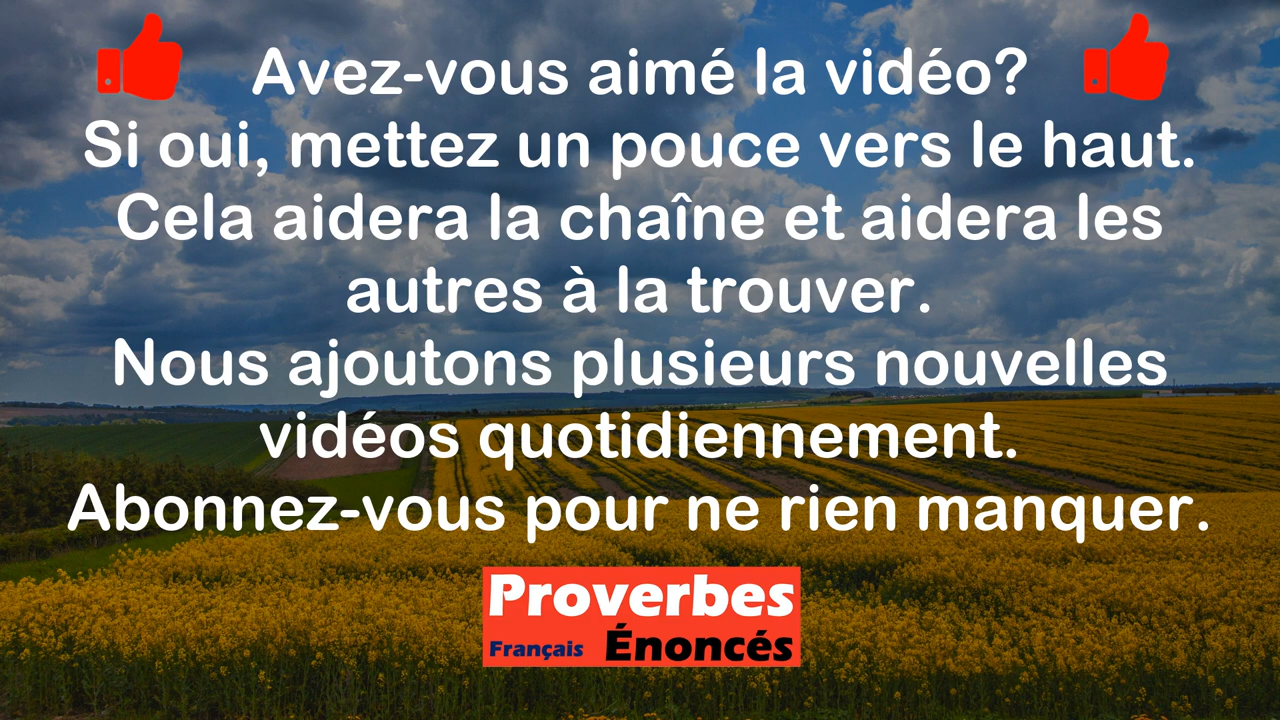 Avez-vous aimé la vidéo?
Si oui, mettez un pouce vers le haut.
Cela aidera la chaîne et aidera les
autres à la trouver.
Nous ajoutons plusieurs nouvelles
vidéos quotidiennement.
Abonnez-vous pour ne rien manquer.
Proverbes
Français Énoncés